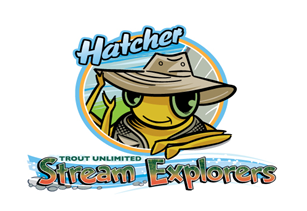 Hatcher
TROUT UNLIMITED
Stream Explorers